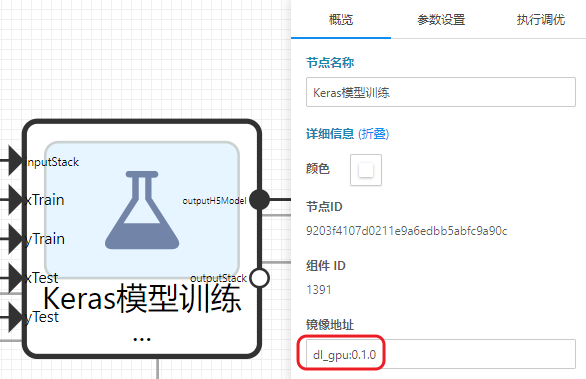 inputStack
xTrain
yTrain
xTest
yTest
outputH5Model
outputStack
Keras模型训练
...
概览 参数设置 执行调优
节点名称
Keras模型训练
详细信息 (折叠)
颜色
节点ID
9203f4107d0211e9a6edbb5abfc9a90c
组件 ID
1391
镜像地址
dl_gpu:0.1.0